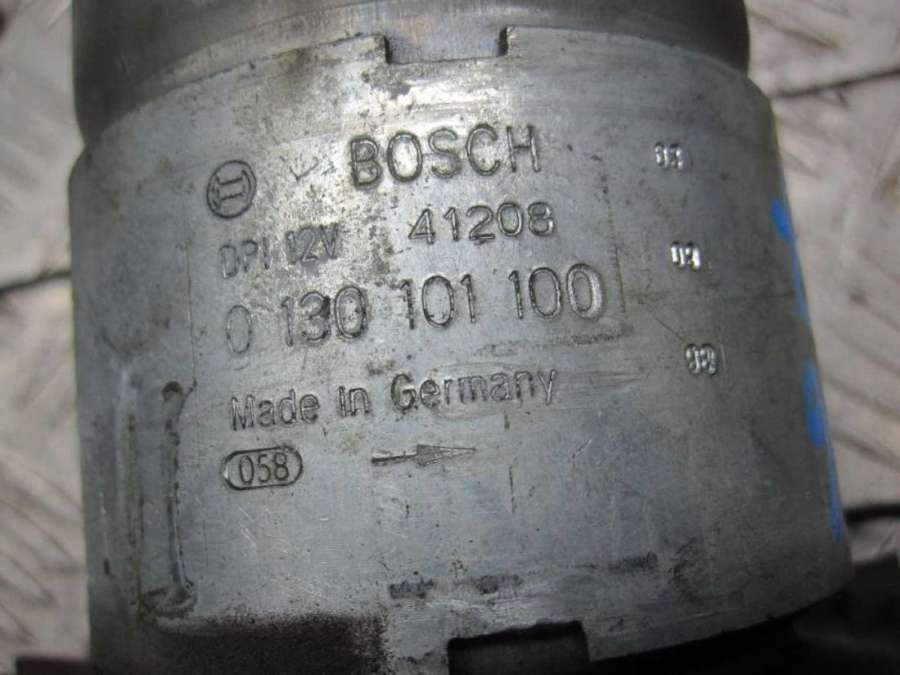 BOSCH
DPI 12V 41208
0 130 101 100
Made in Germany
058